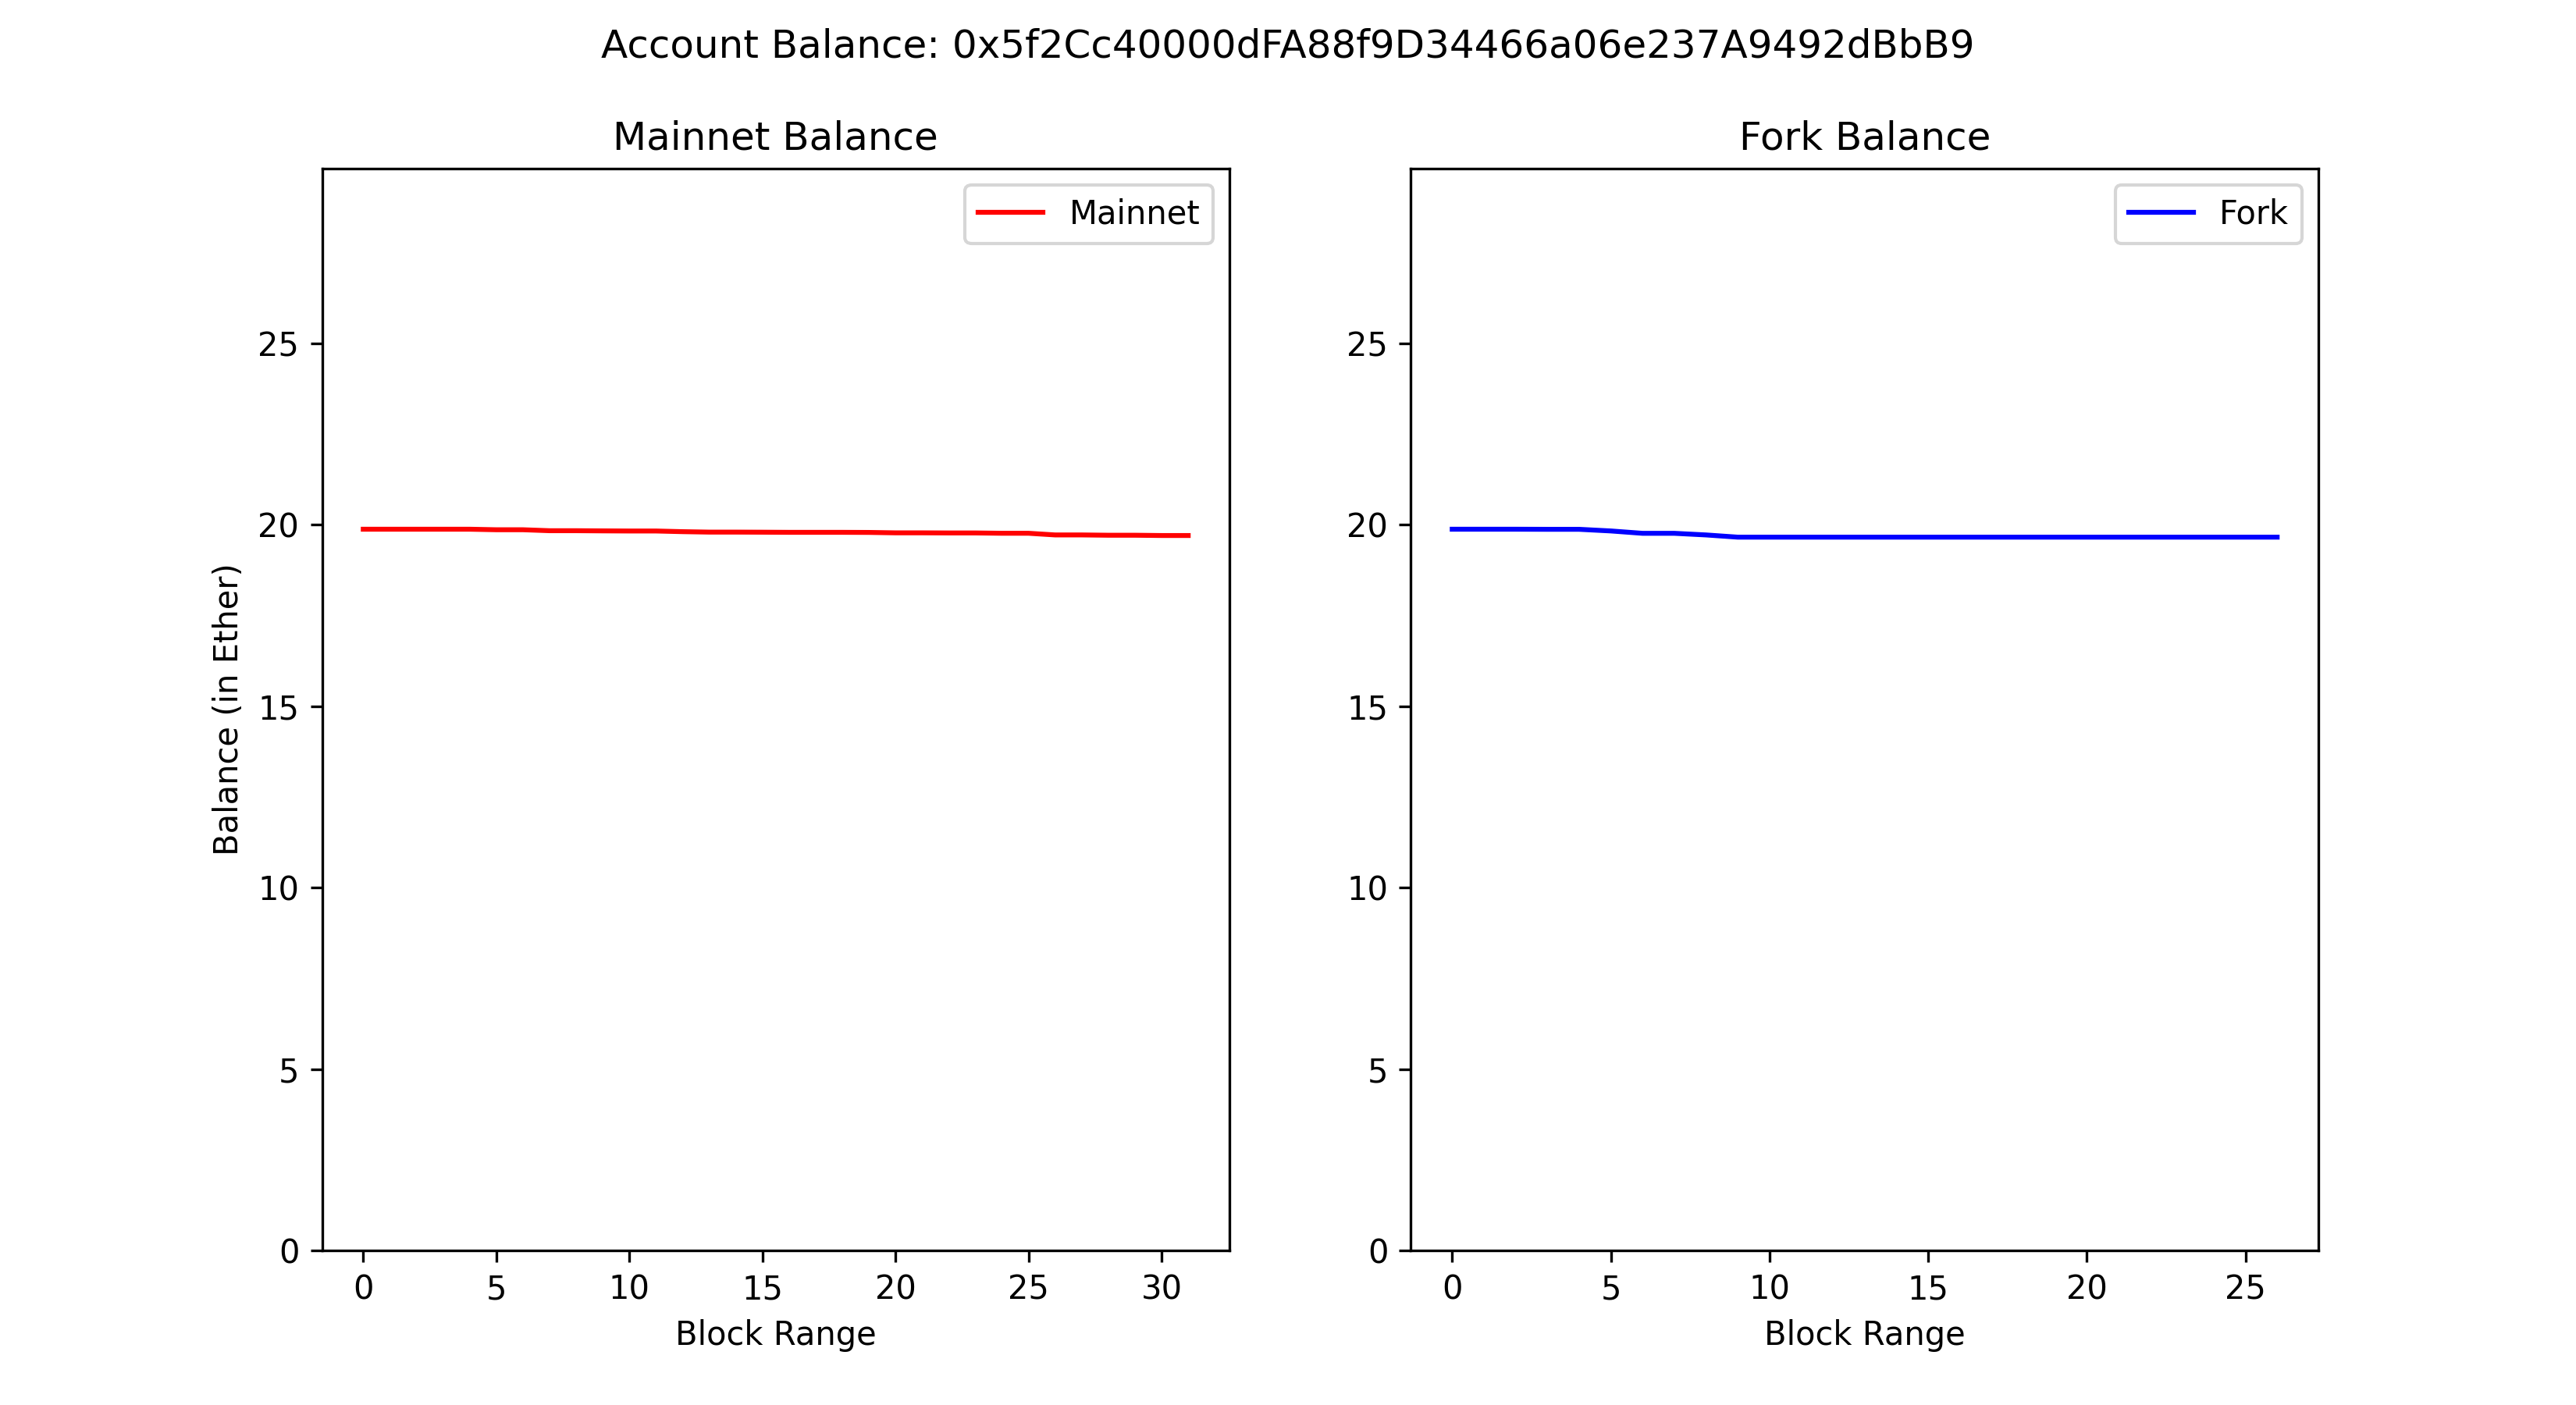 Account Balance: 0x5f2Cc40000dFA88f9D34466a06e237A9492dBbB9
Mainnet Balance
Mainnet
25
20
15
10
5
0
Balance (in Ether)
0 5 10 15 20 25 30
Block Range
Fork Balance
Fork
25
20
15
10
5
0
0 5 10 15 20 25
Block Range